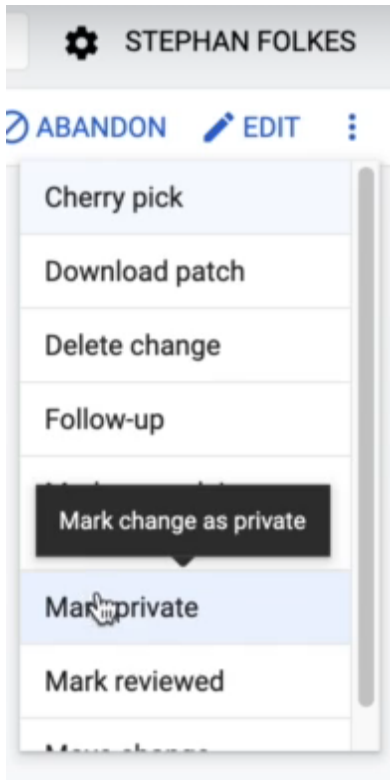 STEPHAN FOLKES
ABANDON EDIT
Cherry pick
Download patch
Delete change
Follow-up
Mark change as private
Mark private
Mark reviewed